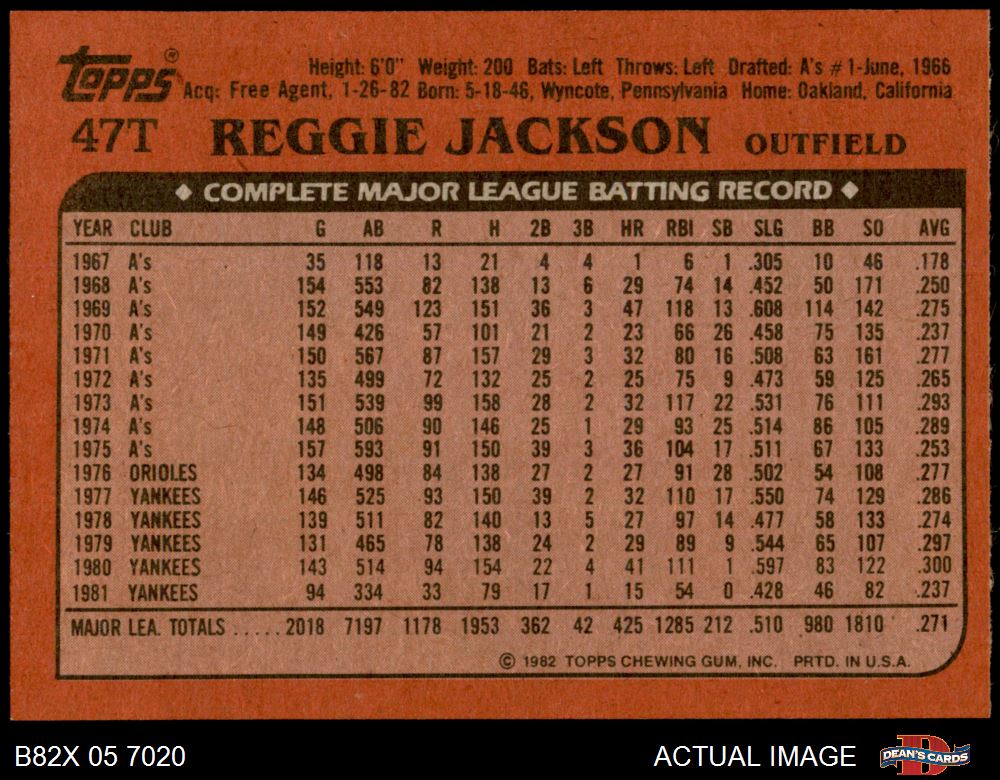 topps®
Height: 6'0" Weight: 200 Bats: Left Throws: Left Drafted: A's #1-June, 1966
Acq: Free Agent, 1-26-82 Born: 5-18-46, Wyncote, Pennsylvania Home: Oakland, California
47T REGGIE JACKSON OUTFIELD
◆ COMPLETE MAJOR LEAGUE BATTING RECORD ◆
YEAR CLUB G AB R H 2B 3B HR RBI SB SLG BB SO AVG
1967 A's 35 118 13 21 4 4 1 6 1 .305 10 46 .178
1968 A's 154 553 82 138 13 6 29 74 14 .452 50 171 .250
1969 A's 152 549 123 151 36 3 47 118 13 .608 114 142 .275
1970 A's 149 426 57 101 21 2 23 66 26 .458 75 135 .237
1971 A's 150 567 87 157 29 3 32 80 16 .508 63 161 .277
1972 A's 135 499 72 132 25 2 25 75 9 .473 59 125 .265
1973 A's 151 539 99 158 28 2 32 117 22 .531 76 111 .293
1974 A's 148 506 90 146 25 1 29 93 25 .514 86 105 .289
1975 A's 157 593 91 150 39 3 36 104 17 .511 67 133 .253
1976 ORIOLES 134 498 84 138 27 2 27 91 28 .502 54 108 .277
1977 YANKEES 146 525 93 150 39 2 32 110 17 .550 74 129 .286
1978 YANKEES 139 511 82 140 13 5 27 97 14 .477 58 133 .274
1979 YANKEES 131 465 78 138 24 2 29 89 9 .544 65 107 .297
1980 YANKEES 143 514 94 154 22 4 41 111 1 .597 83 122 .300
1981 YANKEES 94 334 33 79 17 1 15 54 0 .428 46 82 .237
MAJOR LEA. TOTALS ..... 2018 7197 1178 1953 362 42 425 1285 212 .510 980 1810 .271
© 1982 TOPPS CHEWING GUM, INC. PRTD. IN U.S.A.
B82X 05 7020 ACTUAL IMAGE DEAN'S CARDS